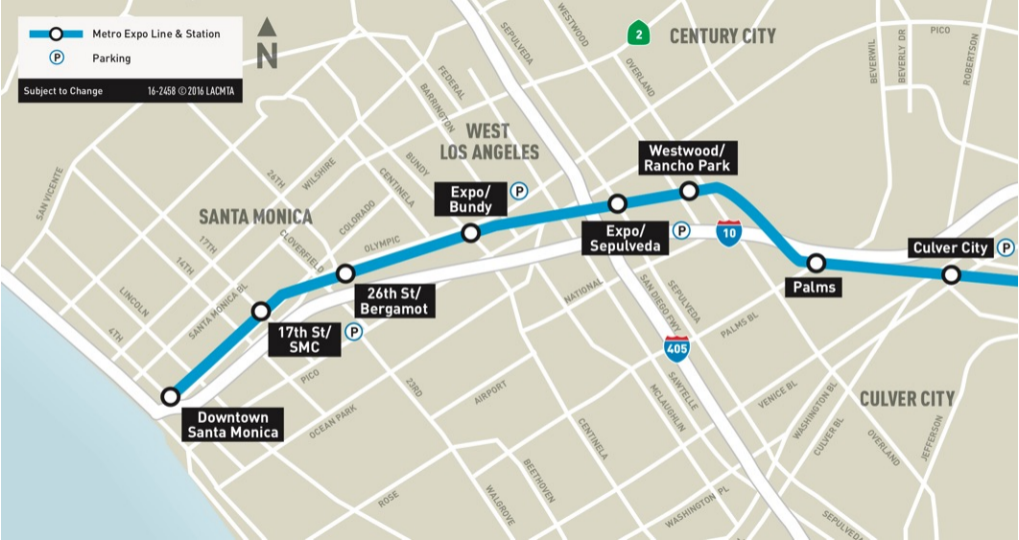 Metro Expo Line & Station
P
Parking
Subject to Change
16-2458 © 2016 LACMTA
N
SEPULVEDA
WESTWOOD
2
CENTURY CITY
OVERLAND
BEVERWIL
BEVERLY DR
PICO
ROBERTSON
FEDERAL
BARRINGTON
WEST
LOS ANGELES
BUNDY
CENTINELA
Westwood/
Rancho Park
Expo/
Bundy
P
SAN VICENTE
26TH
WILSHIRE
SANTA MONICA
COLORADO
CLOVERFIELD
OLYMPIC
17TH
14TH
LINCOLN
4TH
SANTA MONICA BL
Expo/
Sepulveda
P
10
Culver City
P
Palms
26th St/
Bergamot
17th St/
SMC
P
NATIONAL
SAN DIEGO FWY
SEPULVEDA
PALMS BL
405
PICO
23RD
AIRPORT
OCEAN PARK
Downtown
Santa Monica
SAWTELLE
MCLAUGHLIN
VENICE BL
WASHINGTON BL
CULVER BL
CULVER CITY
OVERLAND
JEFFERSON
CENTINELA
BEETHOVEN
WALGROVE
ROSE
WASHINGTON PL
SEPULVEDA